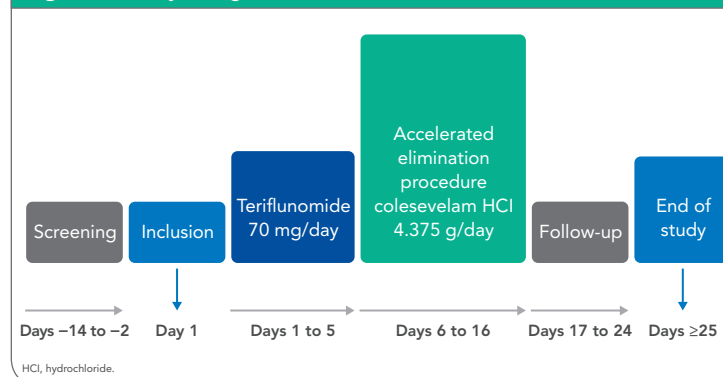 Screening
Inclusion
Teriflunomide
70 mg/day
Accelerated
elimination
procedure
colesevelam HCI
4.375 g/day
Follow-up
End of
study
Days −14 to −2
Day 1
Days 1 to 5
Days 6 to 16
Days 17 to 24
Days ≥25
HCI, hydrochloride.